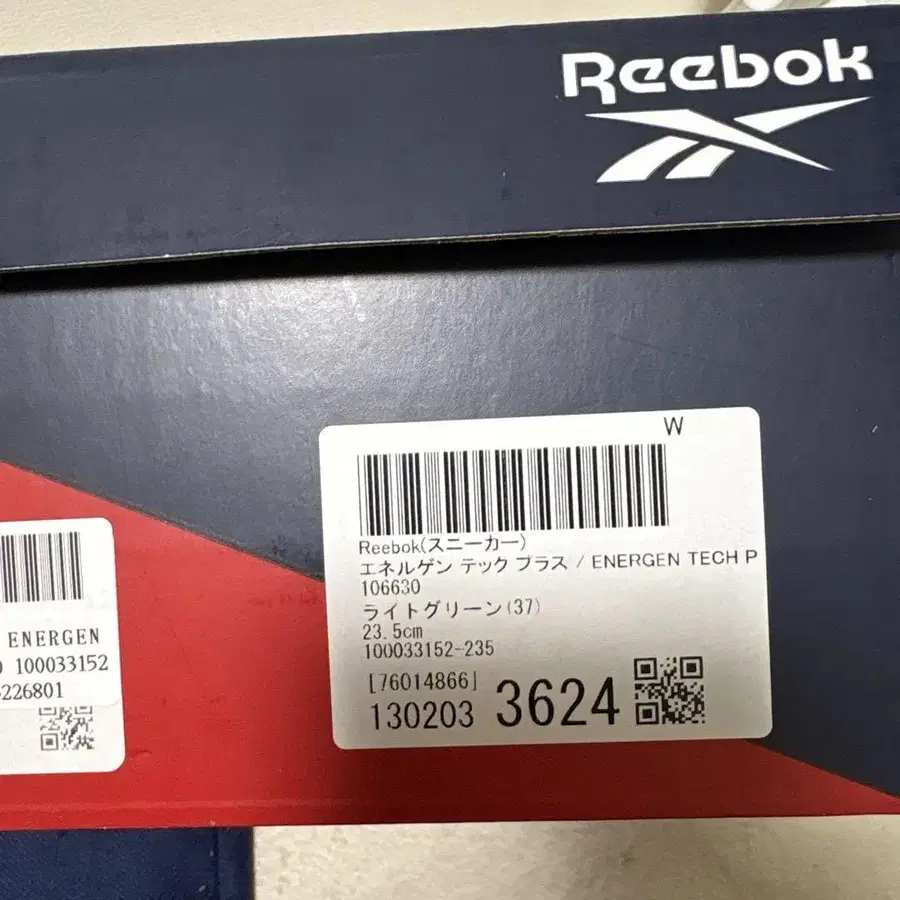 Reebok
W
Reebok(スニーカー)
エネルゲン テック プラス / ENERGEN TECH P
106630
ライトグリーン(37)
23.5cm
100033152-235
[76014866]
130203 3624
ENERGEN
100033152
226801